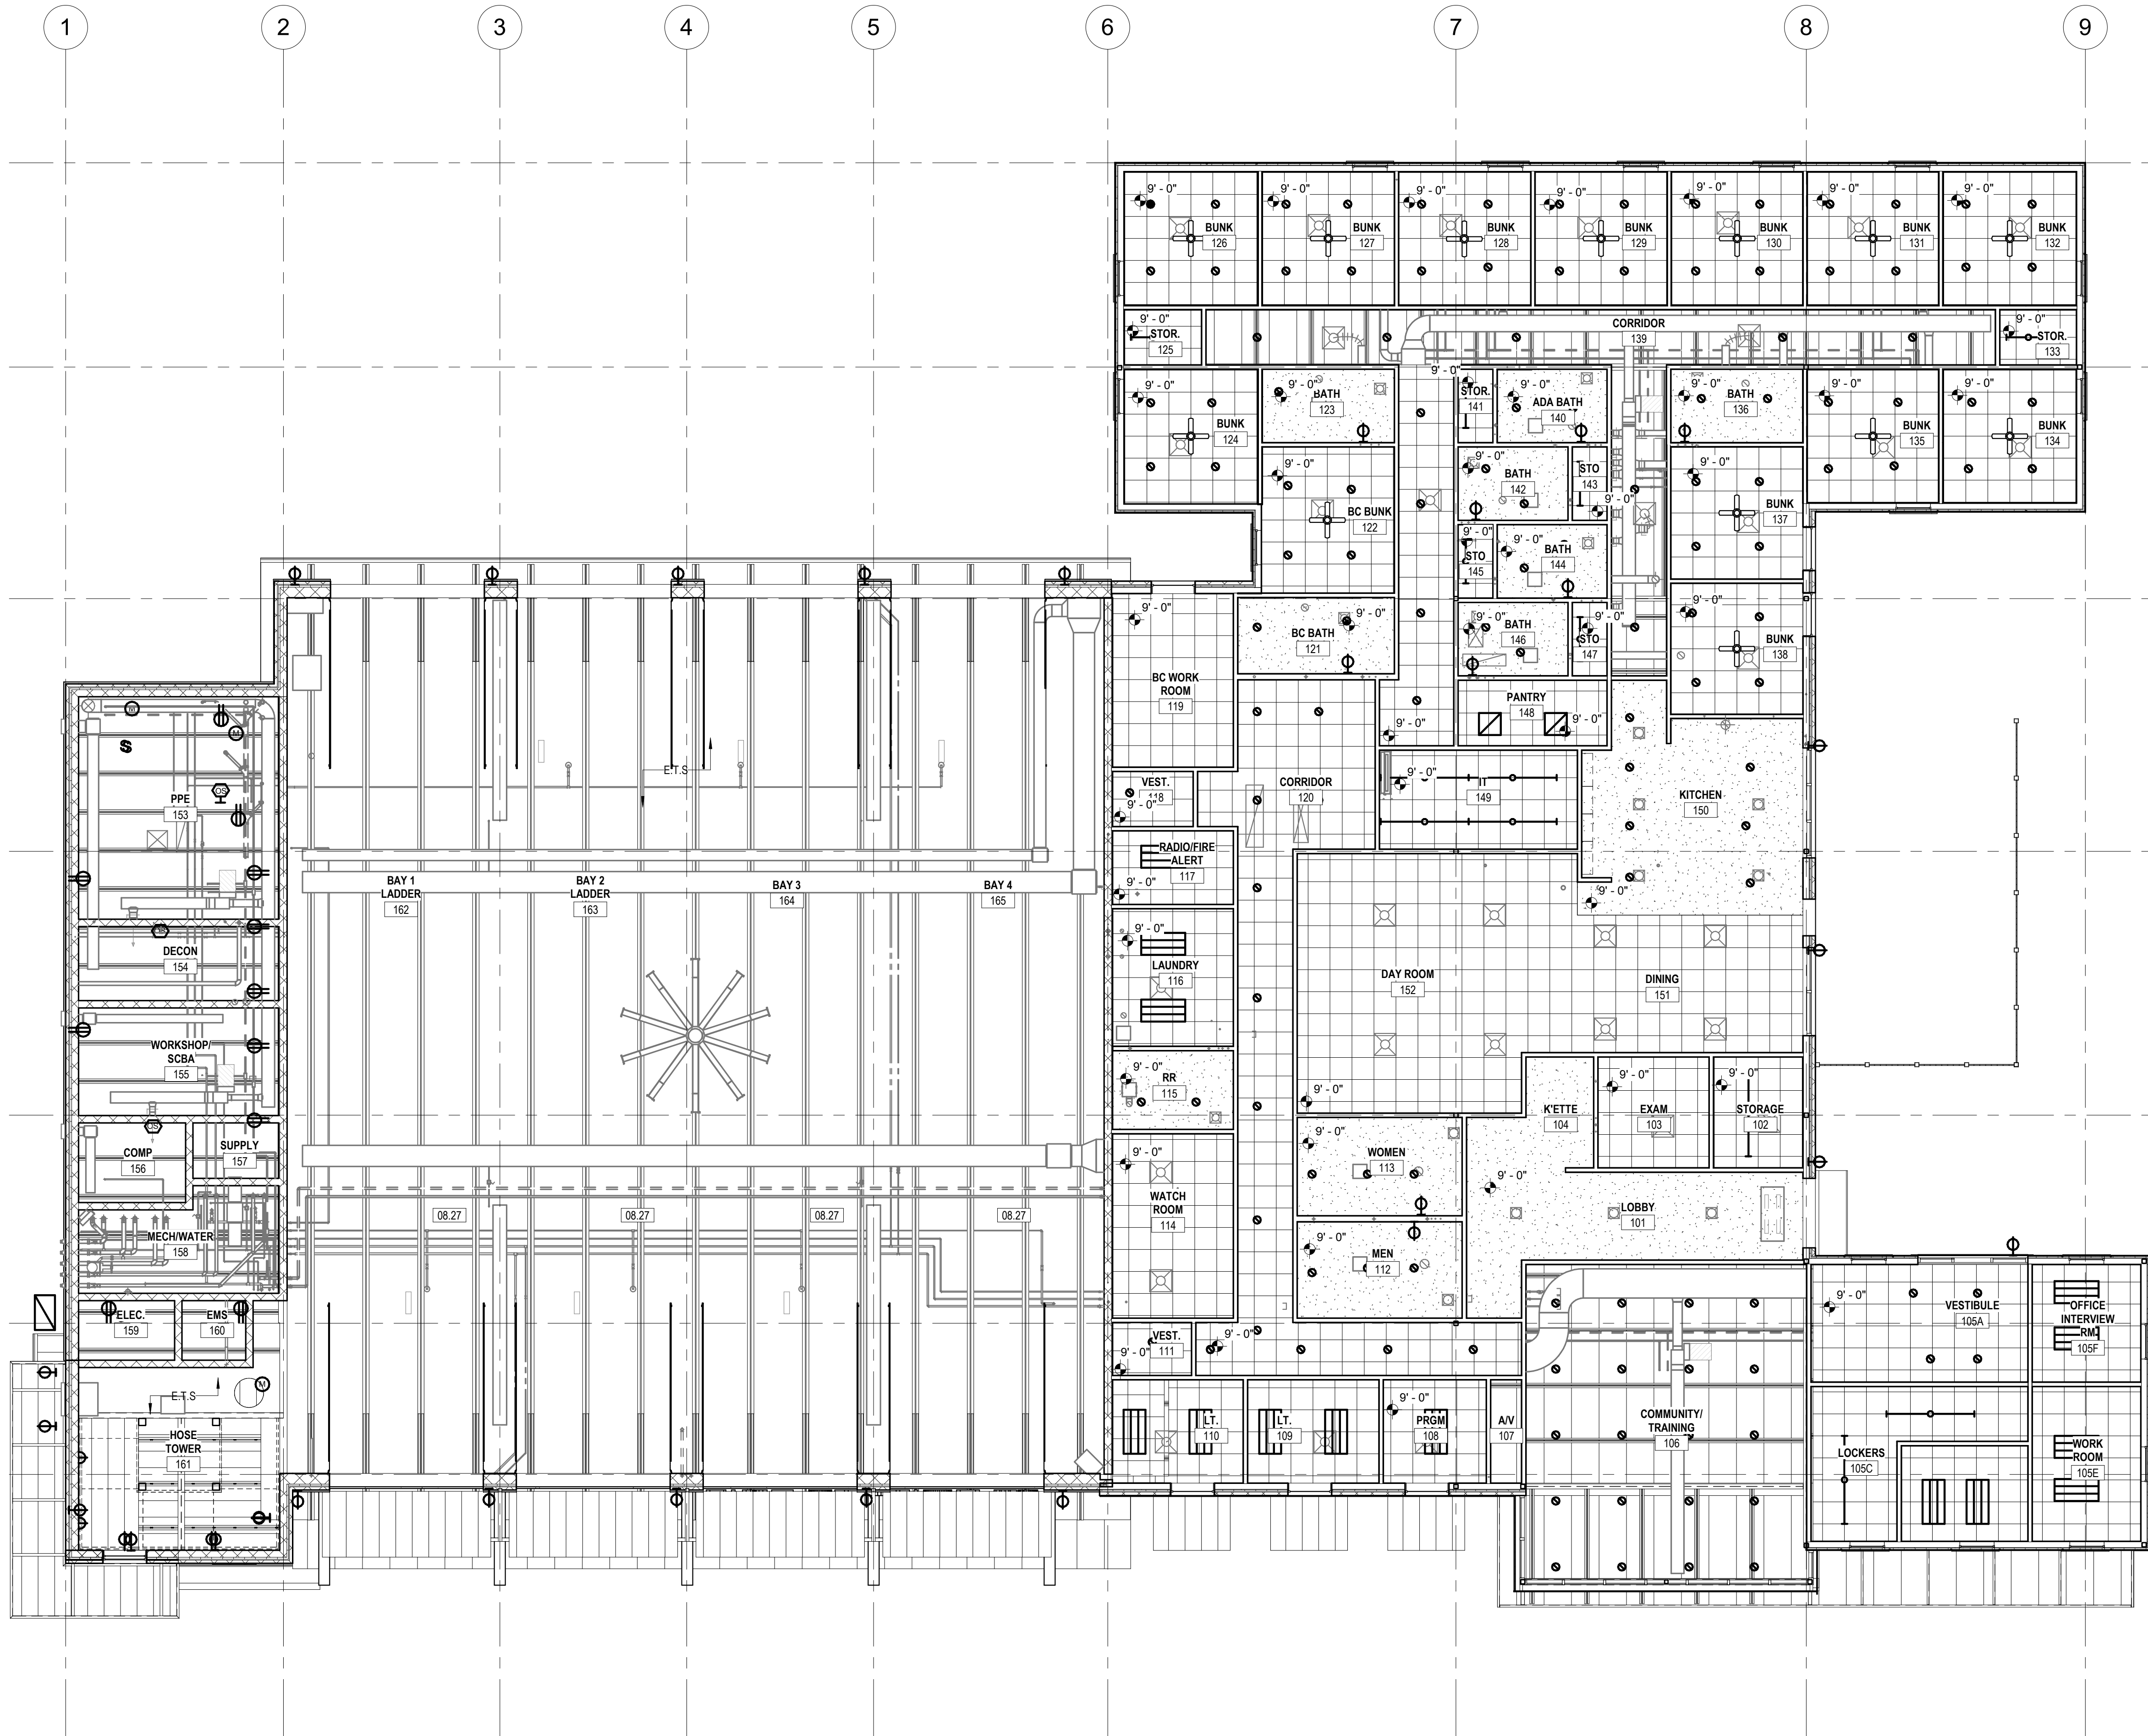 1 2 3 4 5 6 7 8 9
9' - 0" 9' - 0" 9' - 0" 9' - 0" 9' - 0" 9' - 0" 9' - 0"
BUNK
126
BUNK
127
BUNK
128
BUNK
129
BUNK
130
BUNK
131
BUNK
132
9' - 0"
STOR.
125
CORRIDOR
139
9' - 0"
STOR.
133
9' - 0"
BUNK
124
9' - 0"
BATH
123
9' - 0"
STOR.
141
9' - 0"
ADA BATH
140
9' - 0"
BATH
136
9' - 0"
BUNK
135
9' - 0"
BUNK
134
9' - 0"
BC BUNK
122
9' - 0"
BATH
142
STO
143
9' - 0"
9' - 0"
BUNK
137
9' - 0"
STO
145
9' - 0"
BATH
144
9' - 0"
BC WORK
ROOM
119
9' - 0"
BC BATH
121
9' - 0"
BATH
146
9' - 0"
STO
147
9' - 0"
BUNK
138
PANTRY
148
9' - 0"
9' - 0"
VEST.
118
9' - 0"
CORRIDOR
120
9' - 0"
IT
149
KITCHEN
150
9' - 0"
RADIO/FIRE
ALERT
117
9' - 0"
9' - 0"
LAUNDRY
116
DAY ROOM
152
9' - 0"
DINING
151
9' - 0"
RR
115
K'ETTE
104
9' - 0"
EXAM
103
9' - 0"
STORAGE
102
9' - 0"
WATCH
ROOM
114
9' - 0"
WOMEN
113
9' - 0"
LOBBY
101
9' - 0"
MEN
112
VEST.
111
9' - 0"
9' - 0"
LT.
110
LT.
109
9' - 0"
PRGM
108
A/V
107
COMMUNITY/
TRAINING
106
9' - 0"
VESTIBULE
105A
OFFICE
INTERVIEW
RM.
105F
LOCKERS
105C
WORK
ROOM
105E
M
M
S
OS
PPE
153
E.T.S
BAY 1
LADDER
162
BAY 2
LADDER
163
BAY 3
164
BAY 4
165
OS
DECON
154
WORKSHOP/
SCBA
155
OS
COMP
156
SUPPLY
157
08.27 08.27 08.27 08.27
MECH/WATER
158
ELEC.
159
EMS
160
M
E.T.S
HOSE
TOWER
161